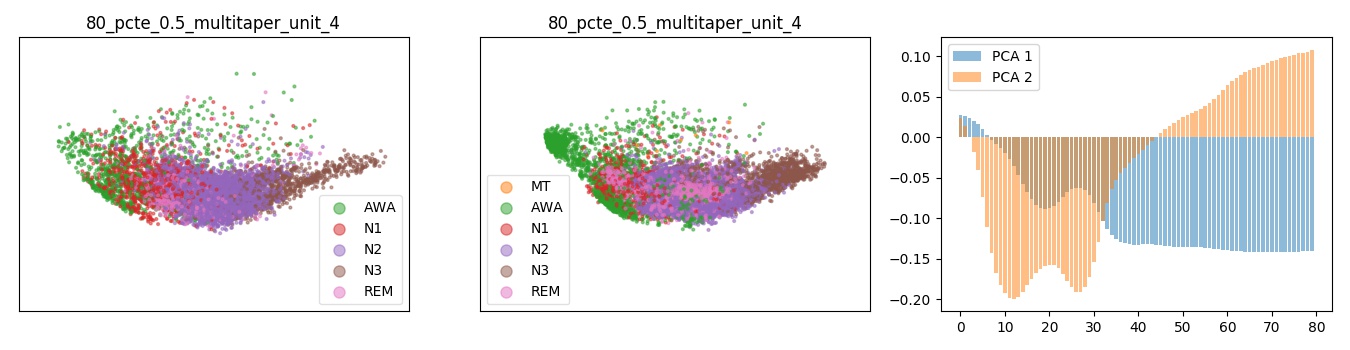 80_pcte_0.5_multitaper_unit_4
AWA
N1
N2
N3
REM
80_pcte_0.5_multitaper_unit_4
MT
AWA
N1
N2
N3
REM
PCA 1
PCA 2
0.10
0.05
0.00
−0.05
−0.10
−0.15
−0.20
0 10 20 30 40 50 60 70 80